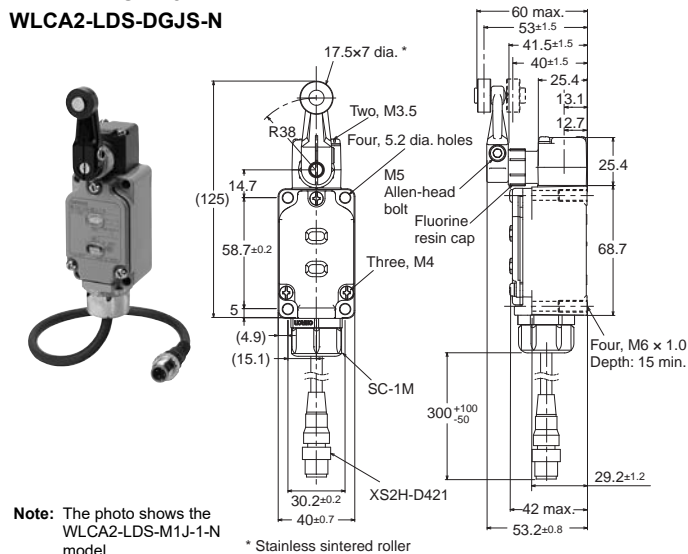 WLCA2-LDS-DGJS-N
60 max.
53±1.5
41.5±1.5
40±1.5
25.4
13.1
12.7
17.5×7 dia. *
Two, M3.5
R38
Four, 5.2 dia. holes
M5
Allen-head
bolt
25.4
14.7
(125)
Fluorine
resin cap
58.7±0.2
68.7
Three, M4
5
(4.9)
(15.1)
Four, M6 × 1.0
Depth: 15 min.
SC-1M
300 +100 -50
29.2±1.2
XS2H-D421
30.2±0.2
42 max.
40±0.7
53.2±0.8
Note: The photo shows the
WLCA2-LDS-M1J-1-N
model.
* Stainless sintered roller